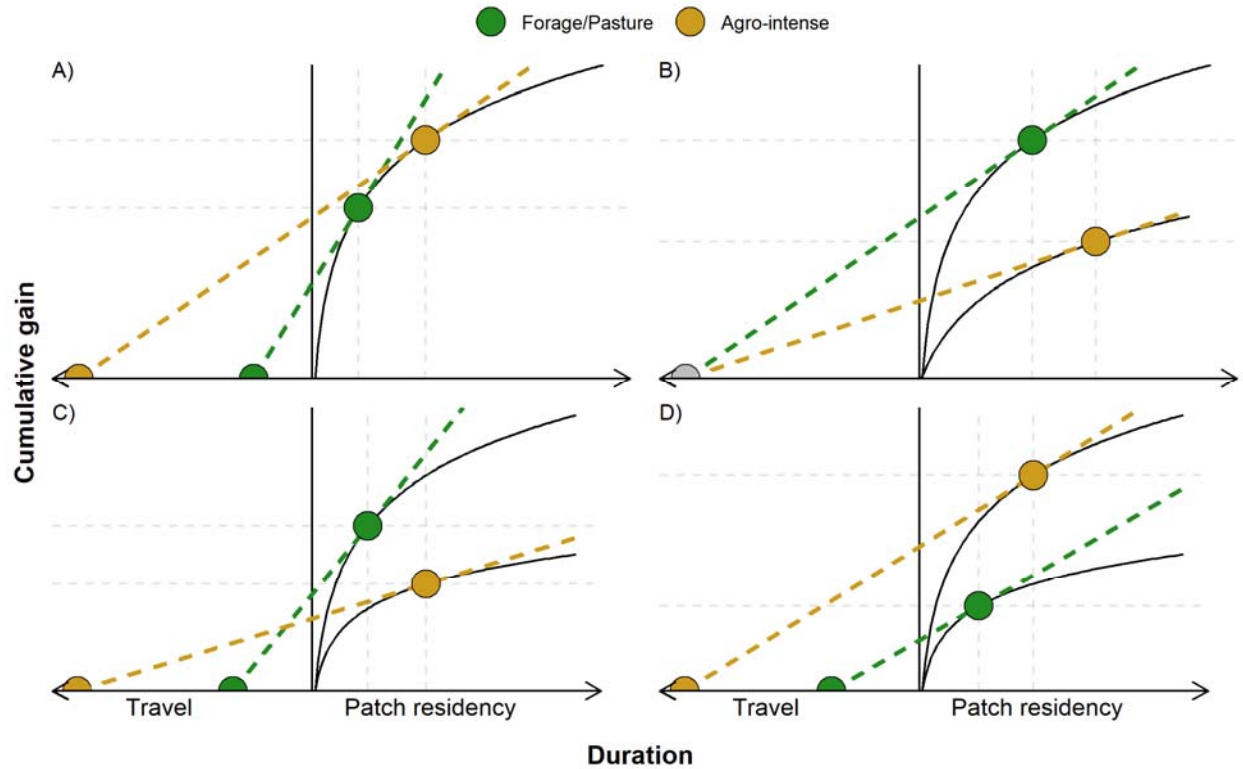 Forage/Pasture Agro-intense
A) B)
C) D)
Cumulative gain
Travel Patch residency Travel Patch residency
Duration